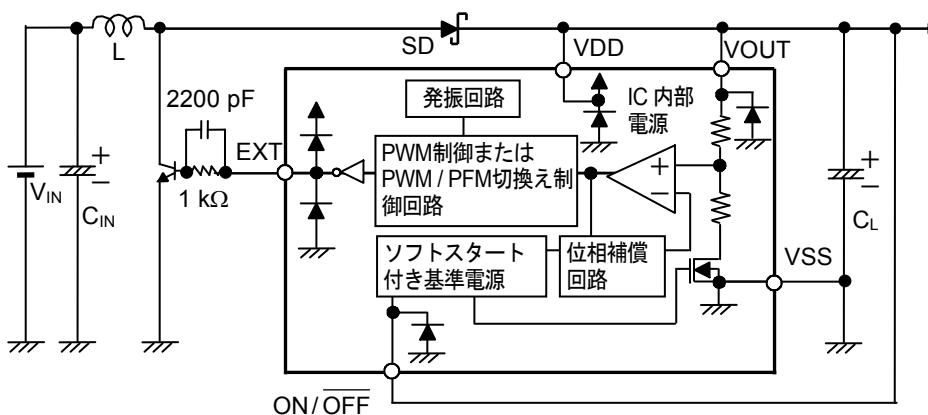 L
SD
VDD
VOUT
2200 pF
発振回路
IC 内部
電源
EXT
PWM制御または
PWM / PFM切換え制
御回路
+
−
1 kΩ
VIN
+
−
CIN
+
−
CL
ソフトスタート
付き基準電源
位相補償
回路
VSS
ON / OFF